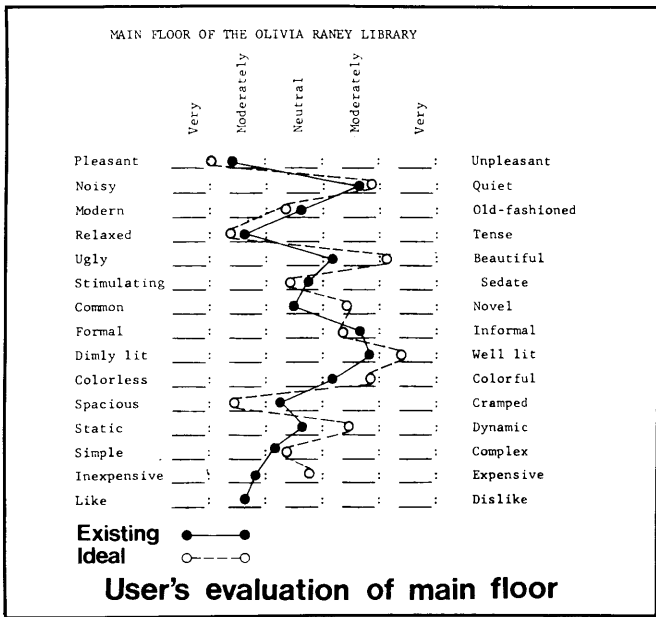 MAIN FLOOR OF THE OLIVIA RANEY LIBRARY
Very Moderately Neutral Moderately Very
Pleasant Unpleasant
Noisy Quiet
Modern Old-fashioned
Relaxed Tense
Ugly Beautiful
Stimulating Sedate
Common Novel
Formal Informal
Dimly lit Well lit
Colorless Colorful
Spacious Cramped
Static Dynamic
Simple Complex
Inexpensive Expensive
Like Dislike
Existing
Ideal
User's evaluation of main floor